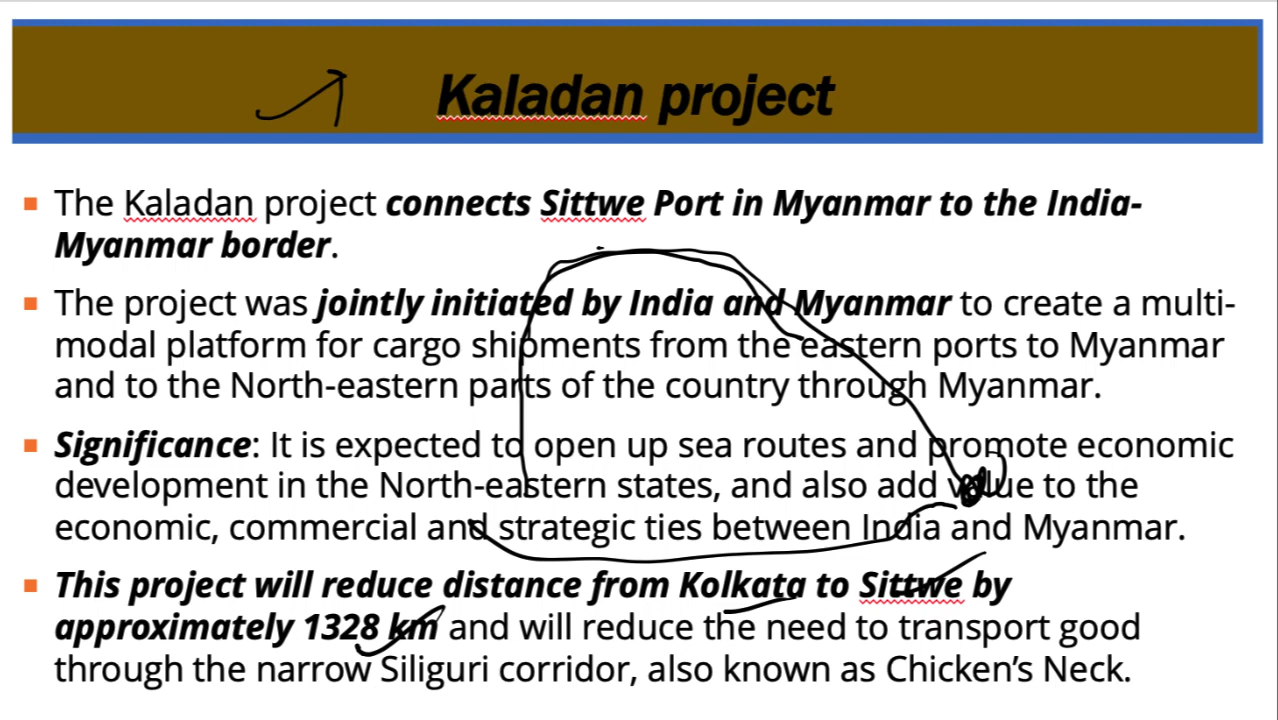 Kaladan project
The Kaladan project connects Sittwe Port in Myanmar to the India-
Myanmar border.
The project was jointly initiated by India and Myanmar to create a multi-
modal platform for cargo shipments from the eastern ports to Myanmar
and to the North-eastern parts of the country through Myanmar.
Significance: It is expected to open up sea routes and promote economic
development in the North-eastern states, and also add value to the
economic, commercial and strategic ties between India and Myanmar.
This project will reduce distance from Kolkata to Sittwe by
approximately 1328 km and will reduce the need to transport good
through the narrow Siliguri corridor, also known as Chicken’s Neck.